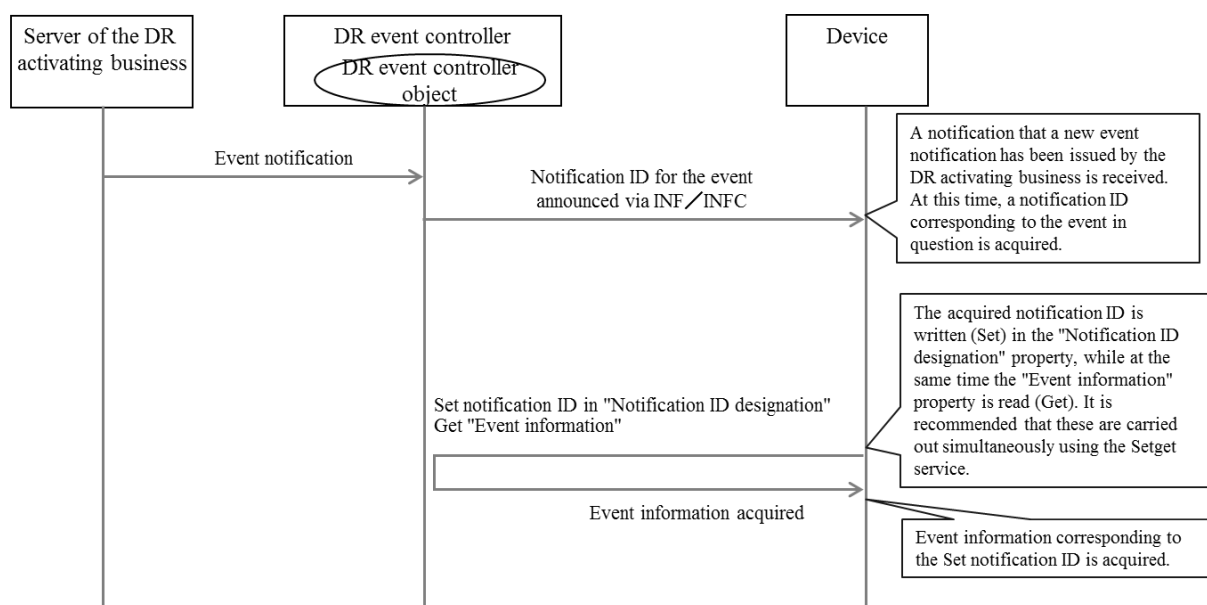 Server of the DR
activating business
DR event controller
DR event controller
object
Device
Event notification
Notification ID for the event
announced via INF／INFC
A notification that a new event
notification has been issued by the
DR activating business is received.
At this time, a notification ID
corresponding to the event in
question is acquired.
The acquired notification ID is
written (Set) in the "Notification ID
designation" property, while at the
same time the "Event information"
property is read (Get). It is
recommended that these are carried
out simultaneously using the Setget
service.
Set notification ID in "Notification ID designation"
Get "Event information"
Event information acquired
Event information corresponding to
the Set notification ID is acquired.